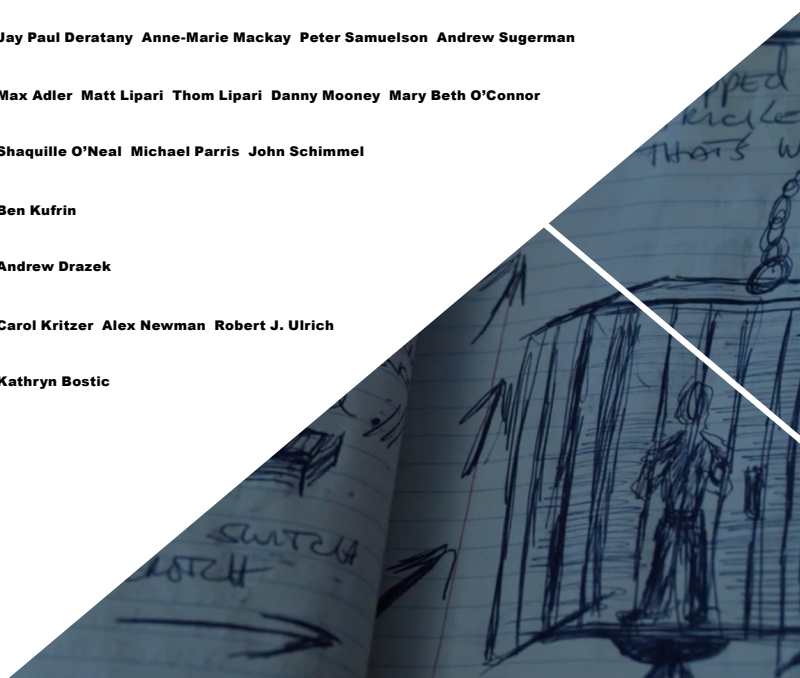 Jay Paul Deratany Anne-Marie Mackay Peter Samuelson Andrew Sugerman
Max Adler Matt Lipari Thom Lipari Danny Mooney Mary Beth O’Connor
Shaquille O’Neal Michael Parris John Schimmel
Ben Kufrin
Andrew Drazek
Carol Kritzer Alex Newman Robert J. Ulrich
Kathryn Bostic
THATS
SWITCH